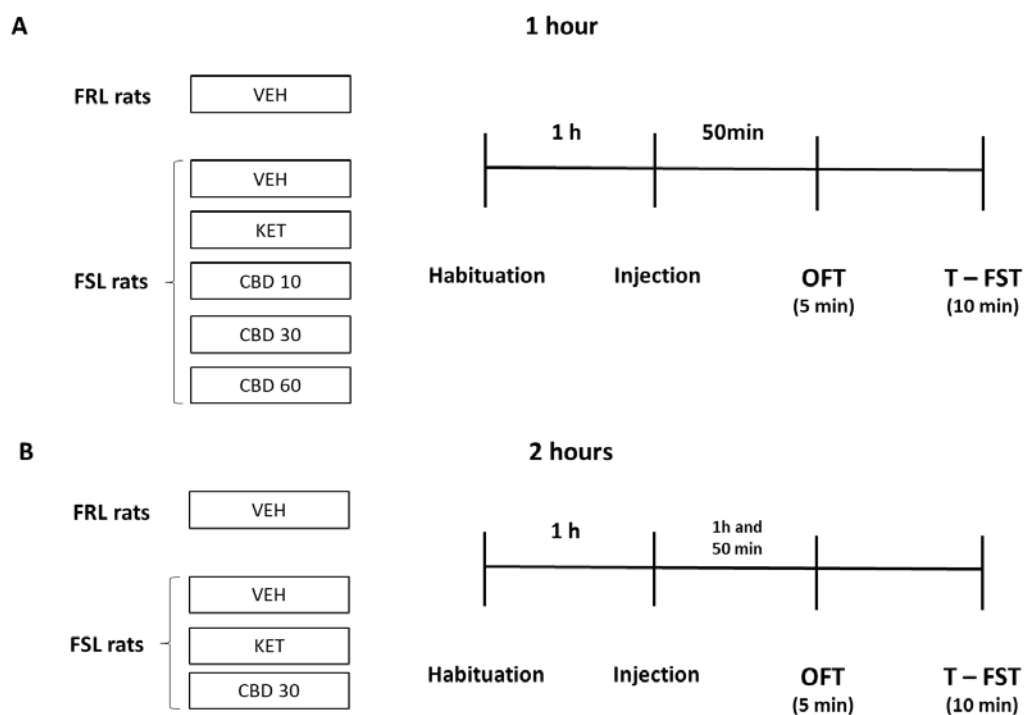 A
1 hour
FRL rats
VEH
FSL rats
VEH
KET
CBD 10
CBD 30
CBD 60
1 h
50min
Habituation
Injection
OFT
(5 min)
T – FST
(10 min)
B
2 hours
FRL rats
VEH
FSL rats
VEH
KET
CBD 30
1 h
1h and
50 min
Habituation
Injection
OFT
(5 min)
T – FST
(10 min)